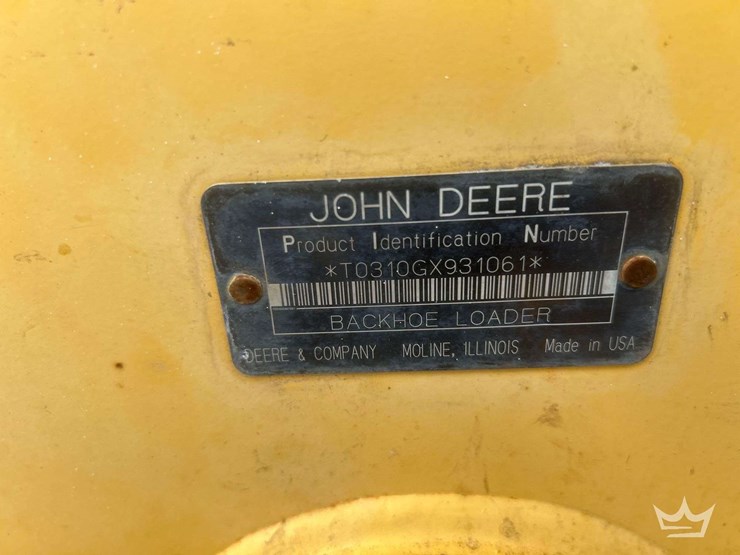 JOHN DEERE
Product Identification Number
*T0310GX931061*
BACKHOE LOADER
DEERE & COMPANY MOLINE, ILLINOIS Made in USA